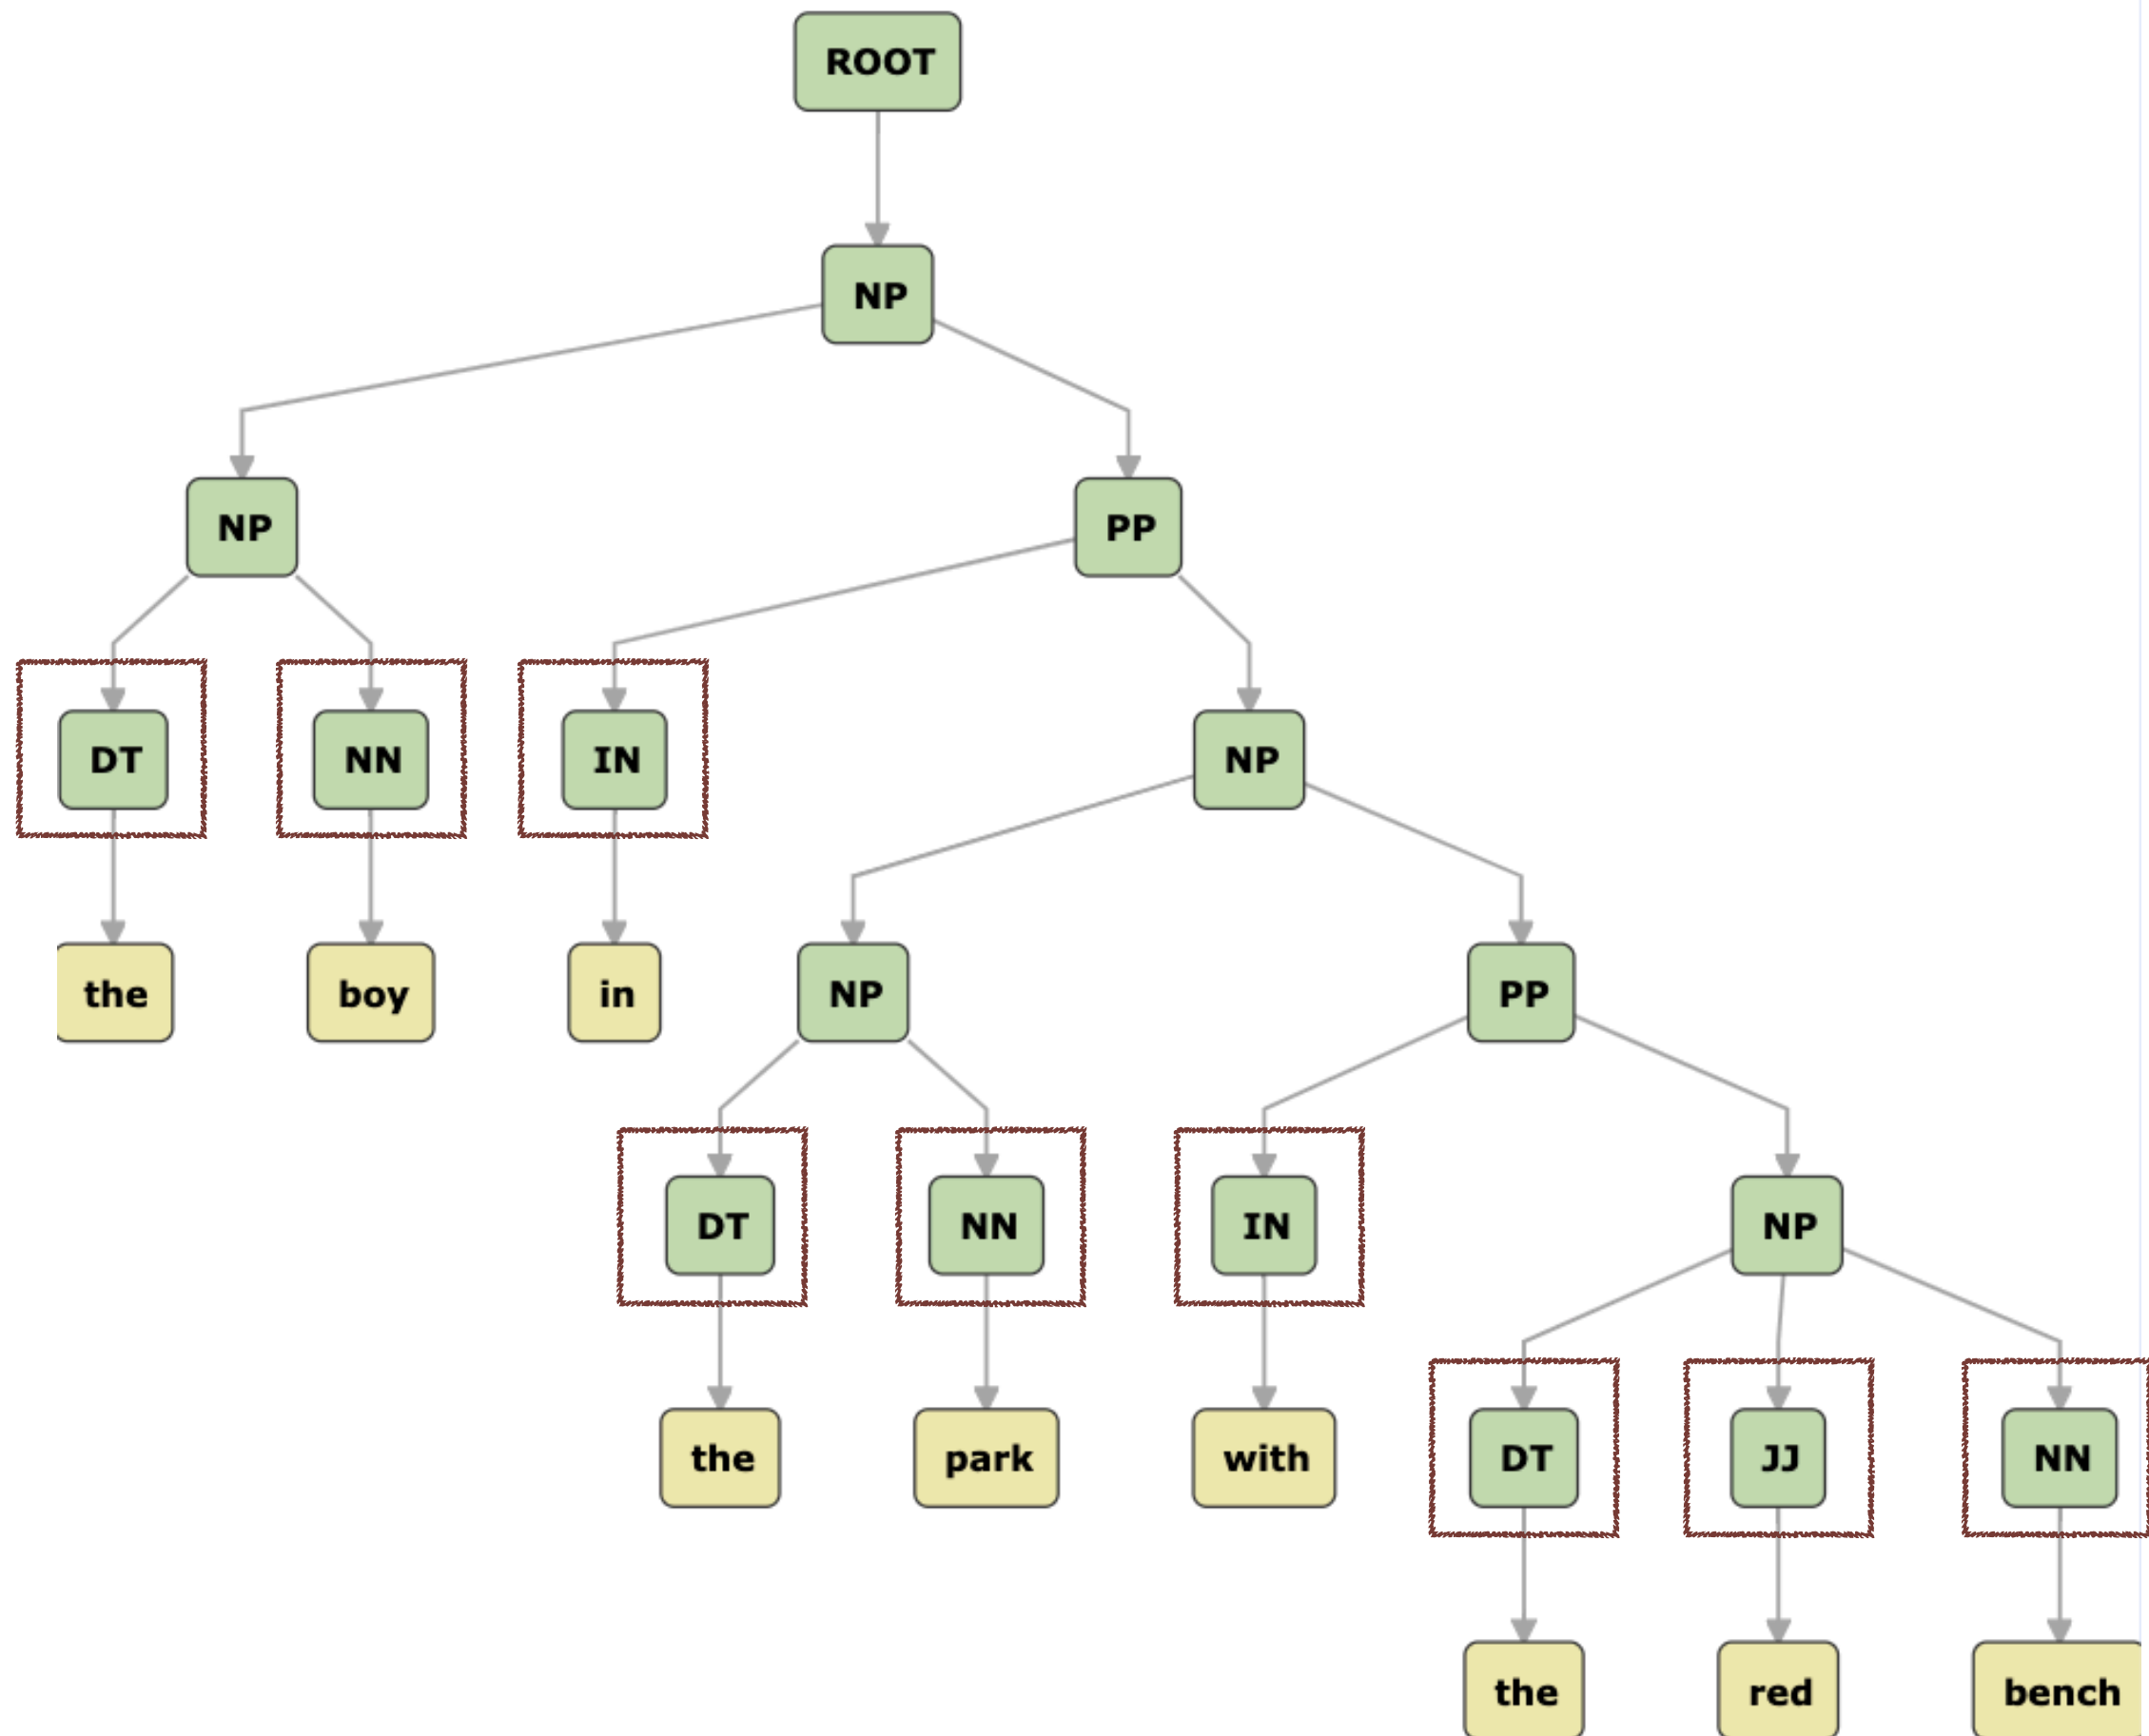 ROOT
NP
NP PP
DT NN IN NP
the boy in NP PP
DT NN IN NP
the park with DT JJ NN
the red bench